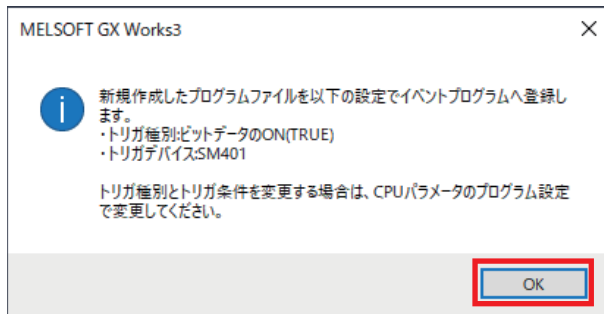 MELSOFT GX Works3
新規作成したプログラムファイルを以下の設定でイベントプログラムへ登録し
ます。
・トリガ種別:ビットデータのON(TRUE)
・トリガデバイス:SM401
トリガ種別とトリガ条件を変更する場合は、CPUパラメータのプログラム設定
で変更してください。
OK